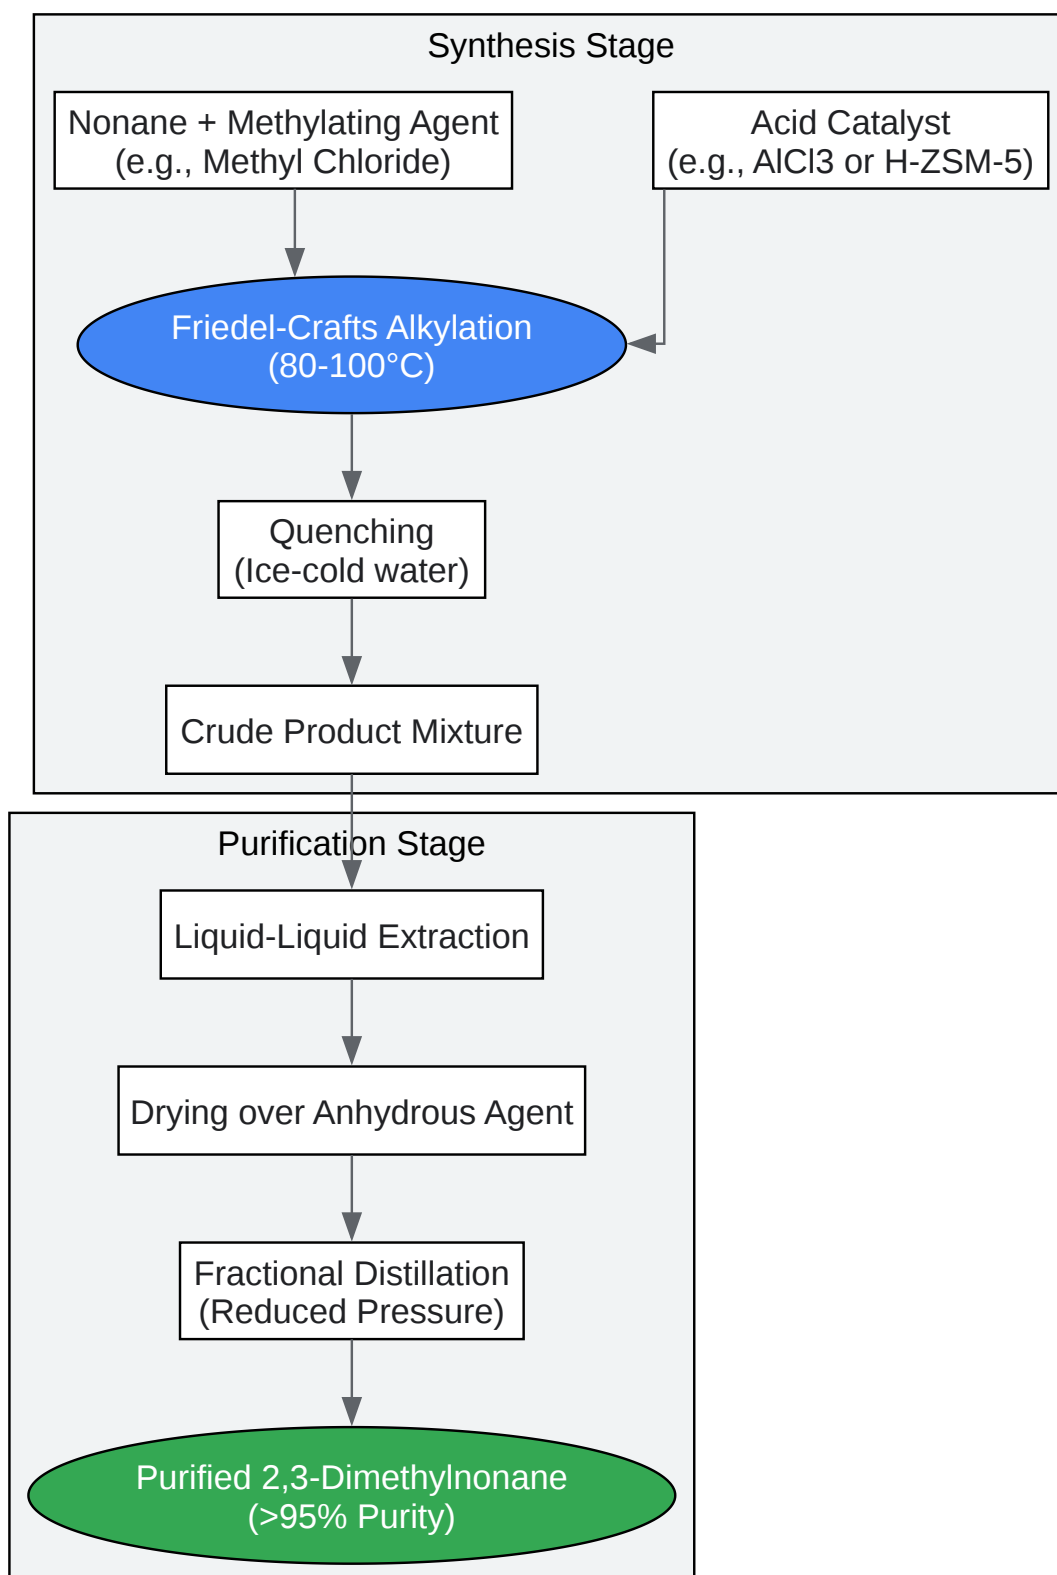 Synthesis Stage
Nonane + Methylating Agent
(e.g., Methyl Chloride)
Acid Catalyst
(e.g., AlCl3 or H-ZSM-5)
Friedel-Crafts Alkylation
(80-100°C)
Quenching
(Ice-cold water)
Crude Product Mixture
Purification Stage
Liquid-Liquid Extraction
Drying over Anhydrous Agent
Fractional Distillation
(Reduced Pressure)
Purified 2,3-Dimethylnonane
(>95% Purity)